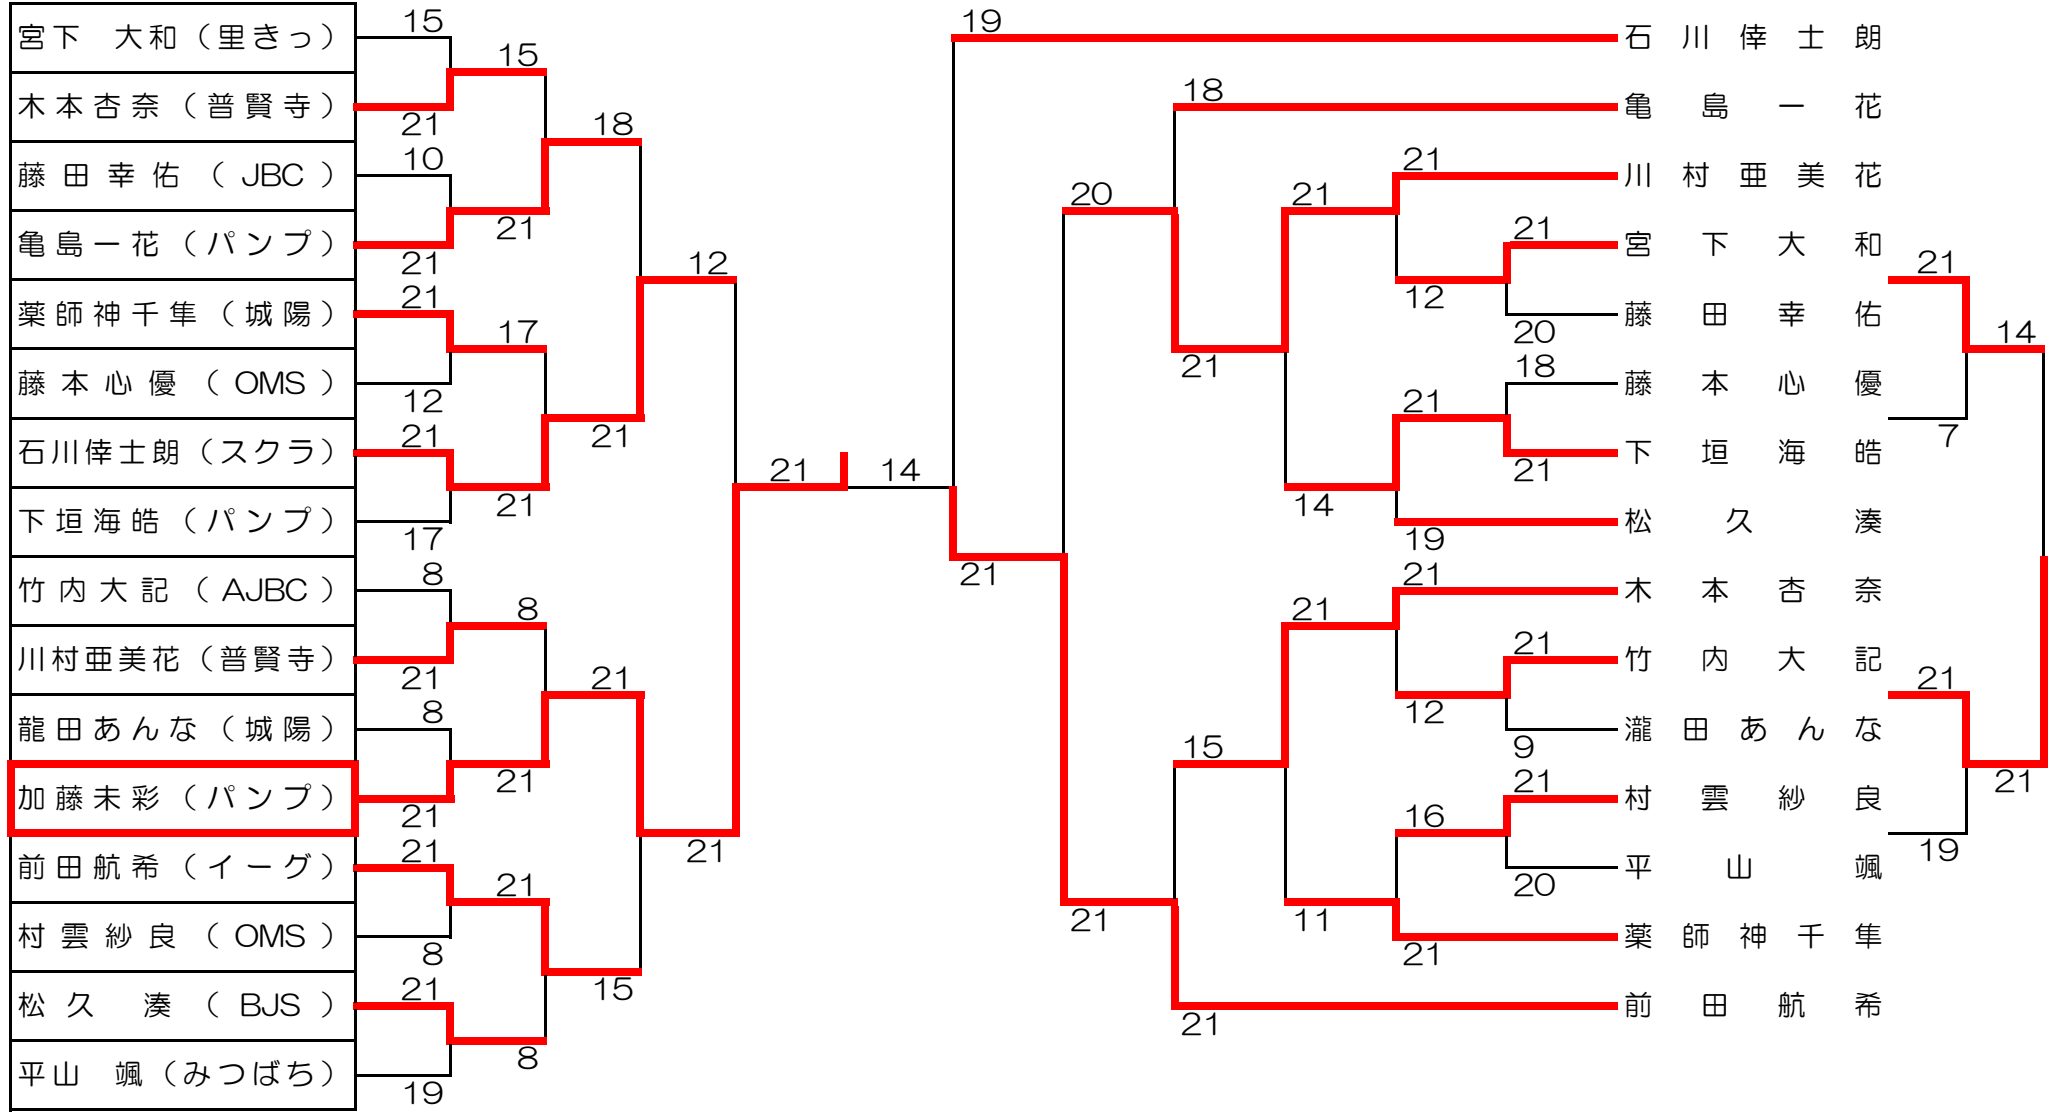 宮下　大和（里きっ）
木本杏奈（普賢寺）
藤田幸佑（JBC）
亀島一花（パンプ）
薬師神千隼（城陽）
藤本心優（OMS）
石川倖士朗（スクラ）
下垣海皓（パンプ）
竹内大記（AJBC）
川村亜美花（普賢寺）
龍田あんな（城陽）
加藤未彩（パンプ）
前田航希（イーグ）
村雲紗良（OMS）
松久　湊（BJS）
平山　颯（みつばち）
15
21
10
21
21
12
21
17
8
21
8
21
21
8
21
19
15
21
17
21
8
21
21
8
18
21
21
15
12
21
21
14
19
21
20
21
18
21
15
21
21
14
21
11
21
12
21
19
21
12
16
21
21
20
18
21
21
9
21
20
石川倖士朗
亀島一花
川村亜美花
宮下大和
藤田幸佑
藤本心優
下垣海皓
松久湊
木本杏奈
竹内大記
瀧田あんな
村雲紗良
平山颯
薬師神千隼
前田航希
21
7
21
19
14
21